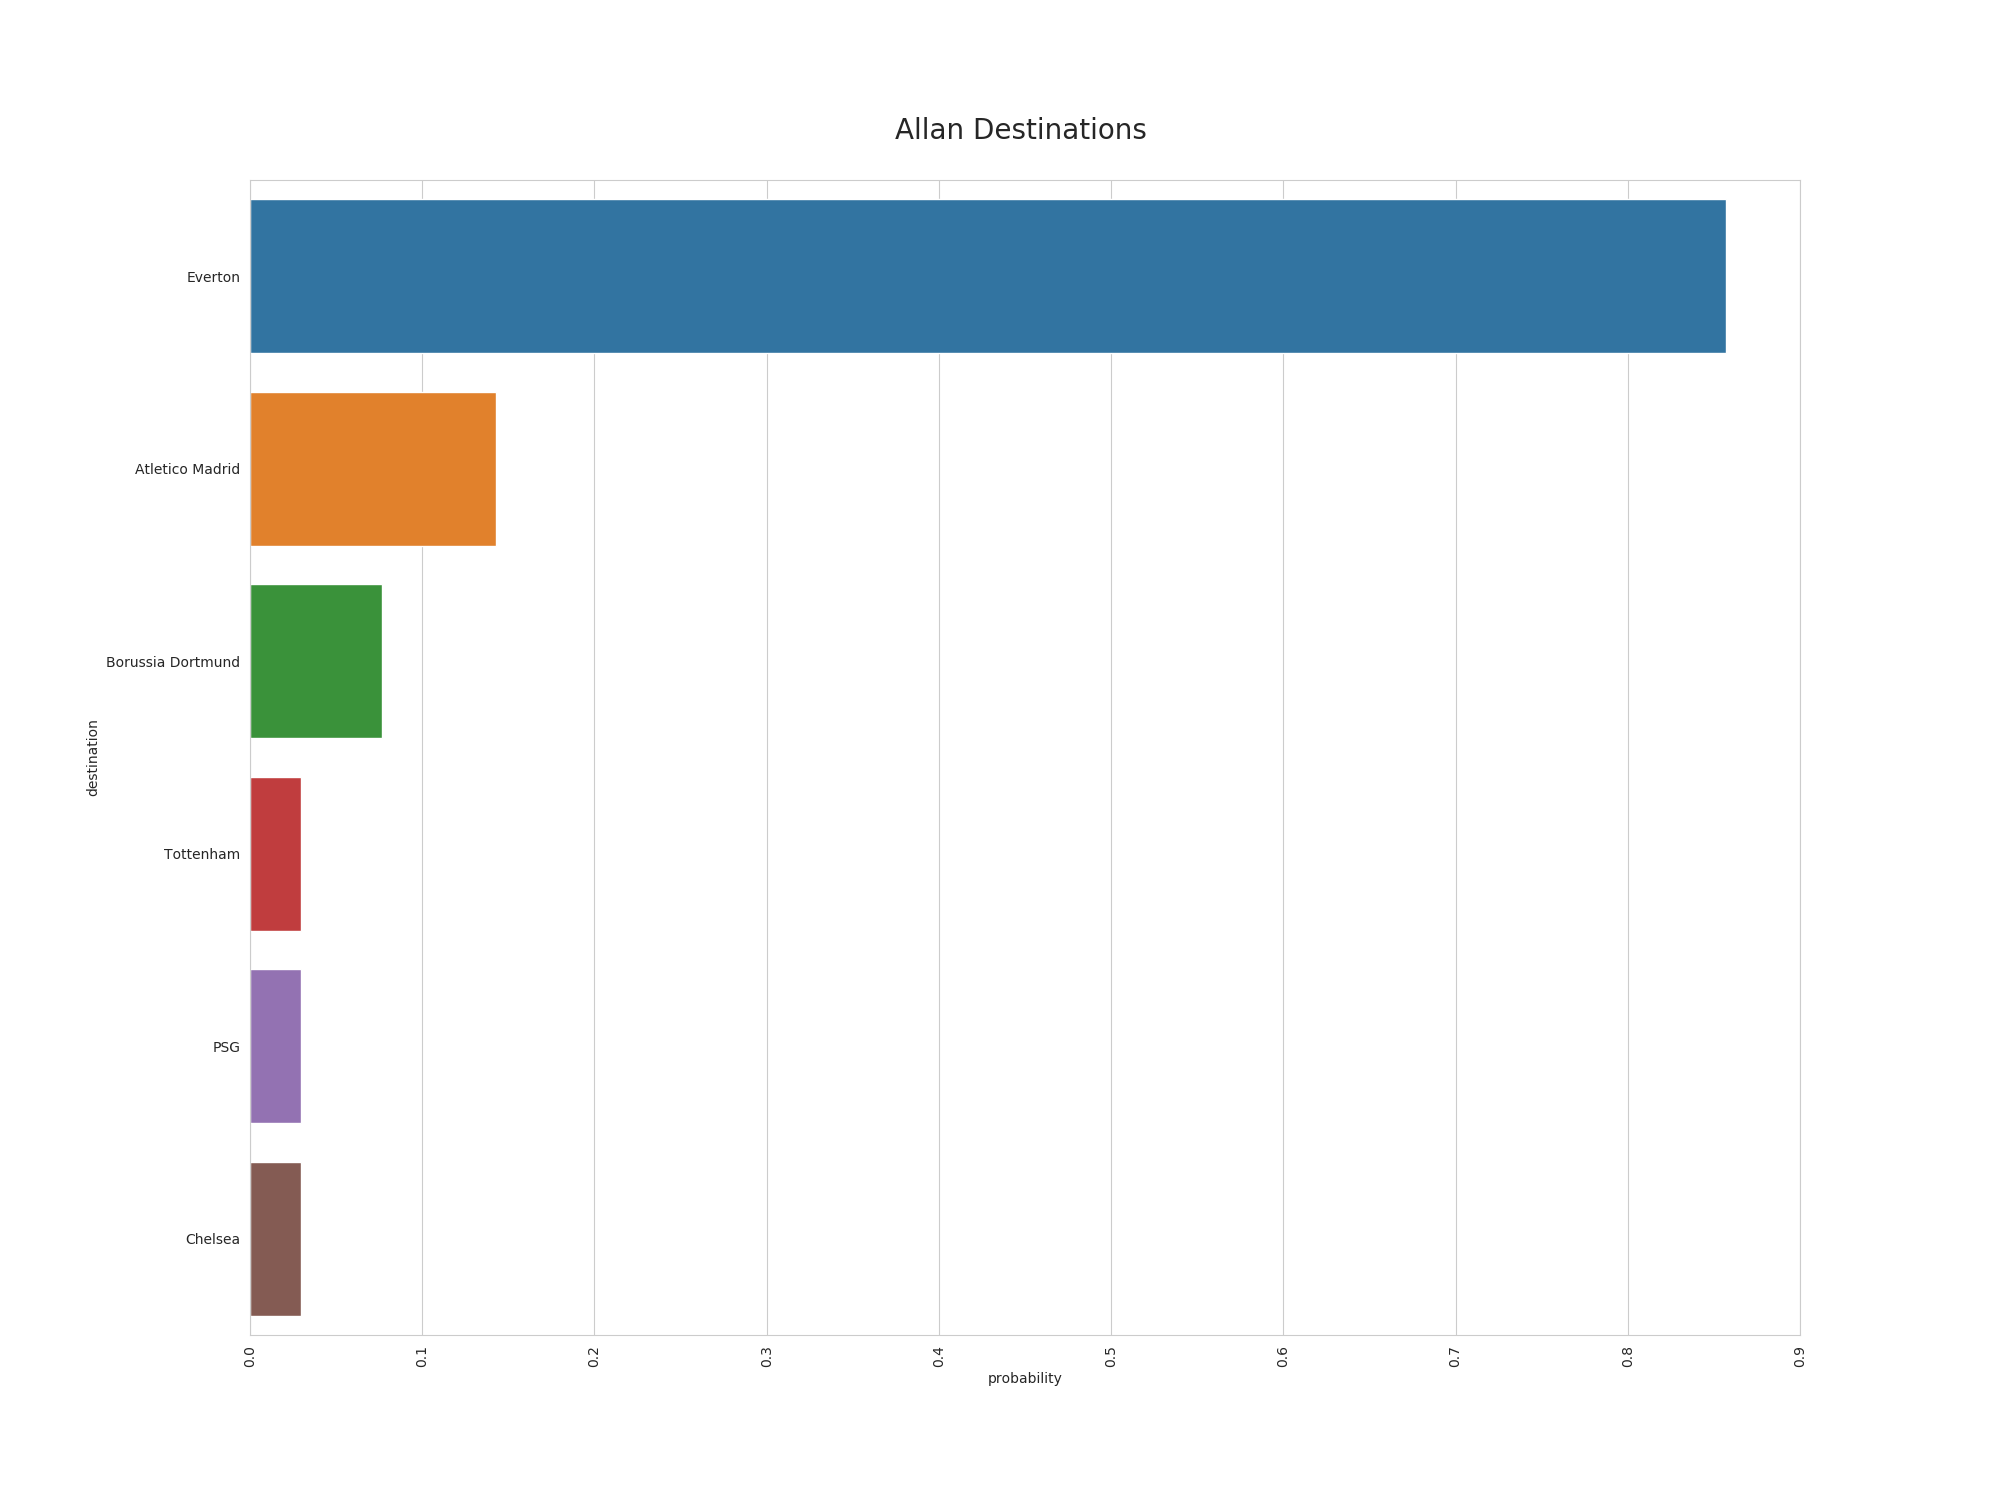 Allan Destinations
Everton
Atletico Madrid
Borussia Dortmund
destination
Tottenham
PSG
Chelsea
0.0 0.1 0.2 0.3 0.4 0.5 0.6 0.7 0.8 0.9
probability